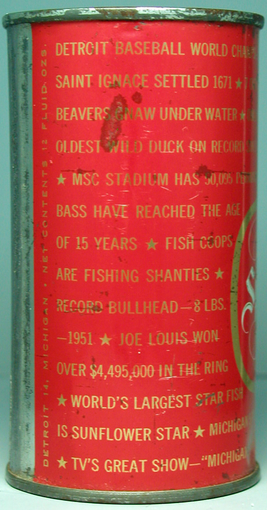 DETROIT BASEBALL WORLD
SAINT IGNACE SETTLED 1671 ★
BEAVERS GNAW UNDER WATER ★
OLDEST WILD DUCK ON RECORD
★ MSC STADIUM HAS
BASS HAVE REACHED THE AGE
OF 15 YEARS ★ FISH COOPS
ARE FISHING SHANTIES ★
RECORD BULLHEAD—8 LBS.
—1951 ★ JOE LOUIS WON
OVER $4,495,000 IN THE RING
★ WORLD'S LARGEST STAR FISH
IS SUNFLOWER STAR ★ MICHIGAN
★ TV'S GREAT SHOW—"MICHIGAN
DETROIT 14, MICHIGAN • NET CONTENTS 12 FLUID OZS.